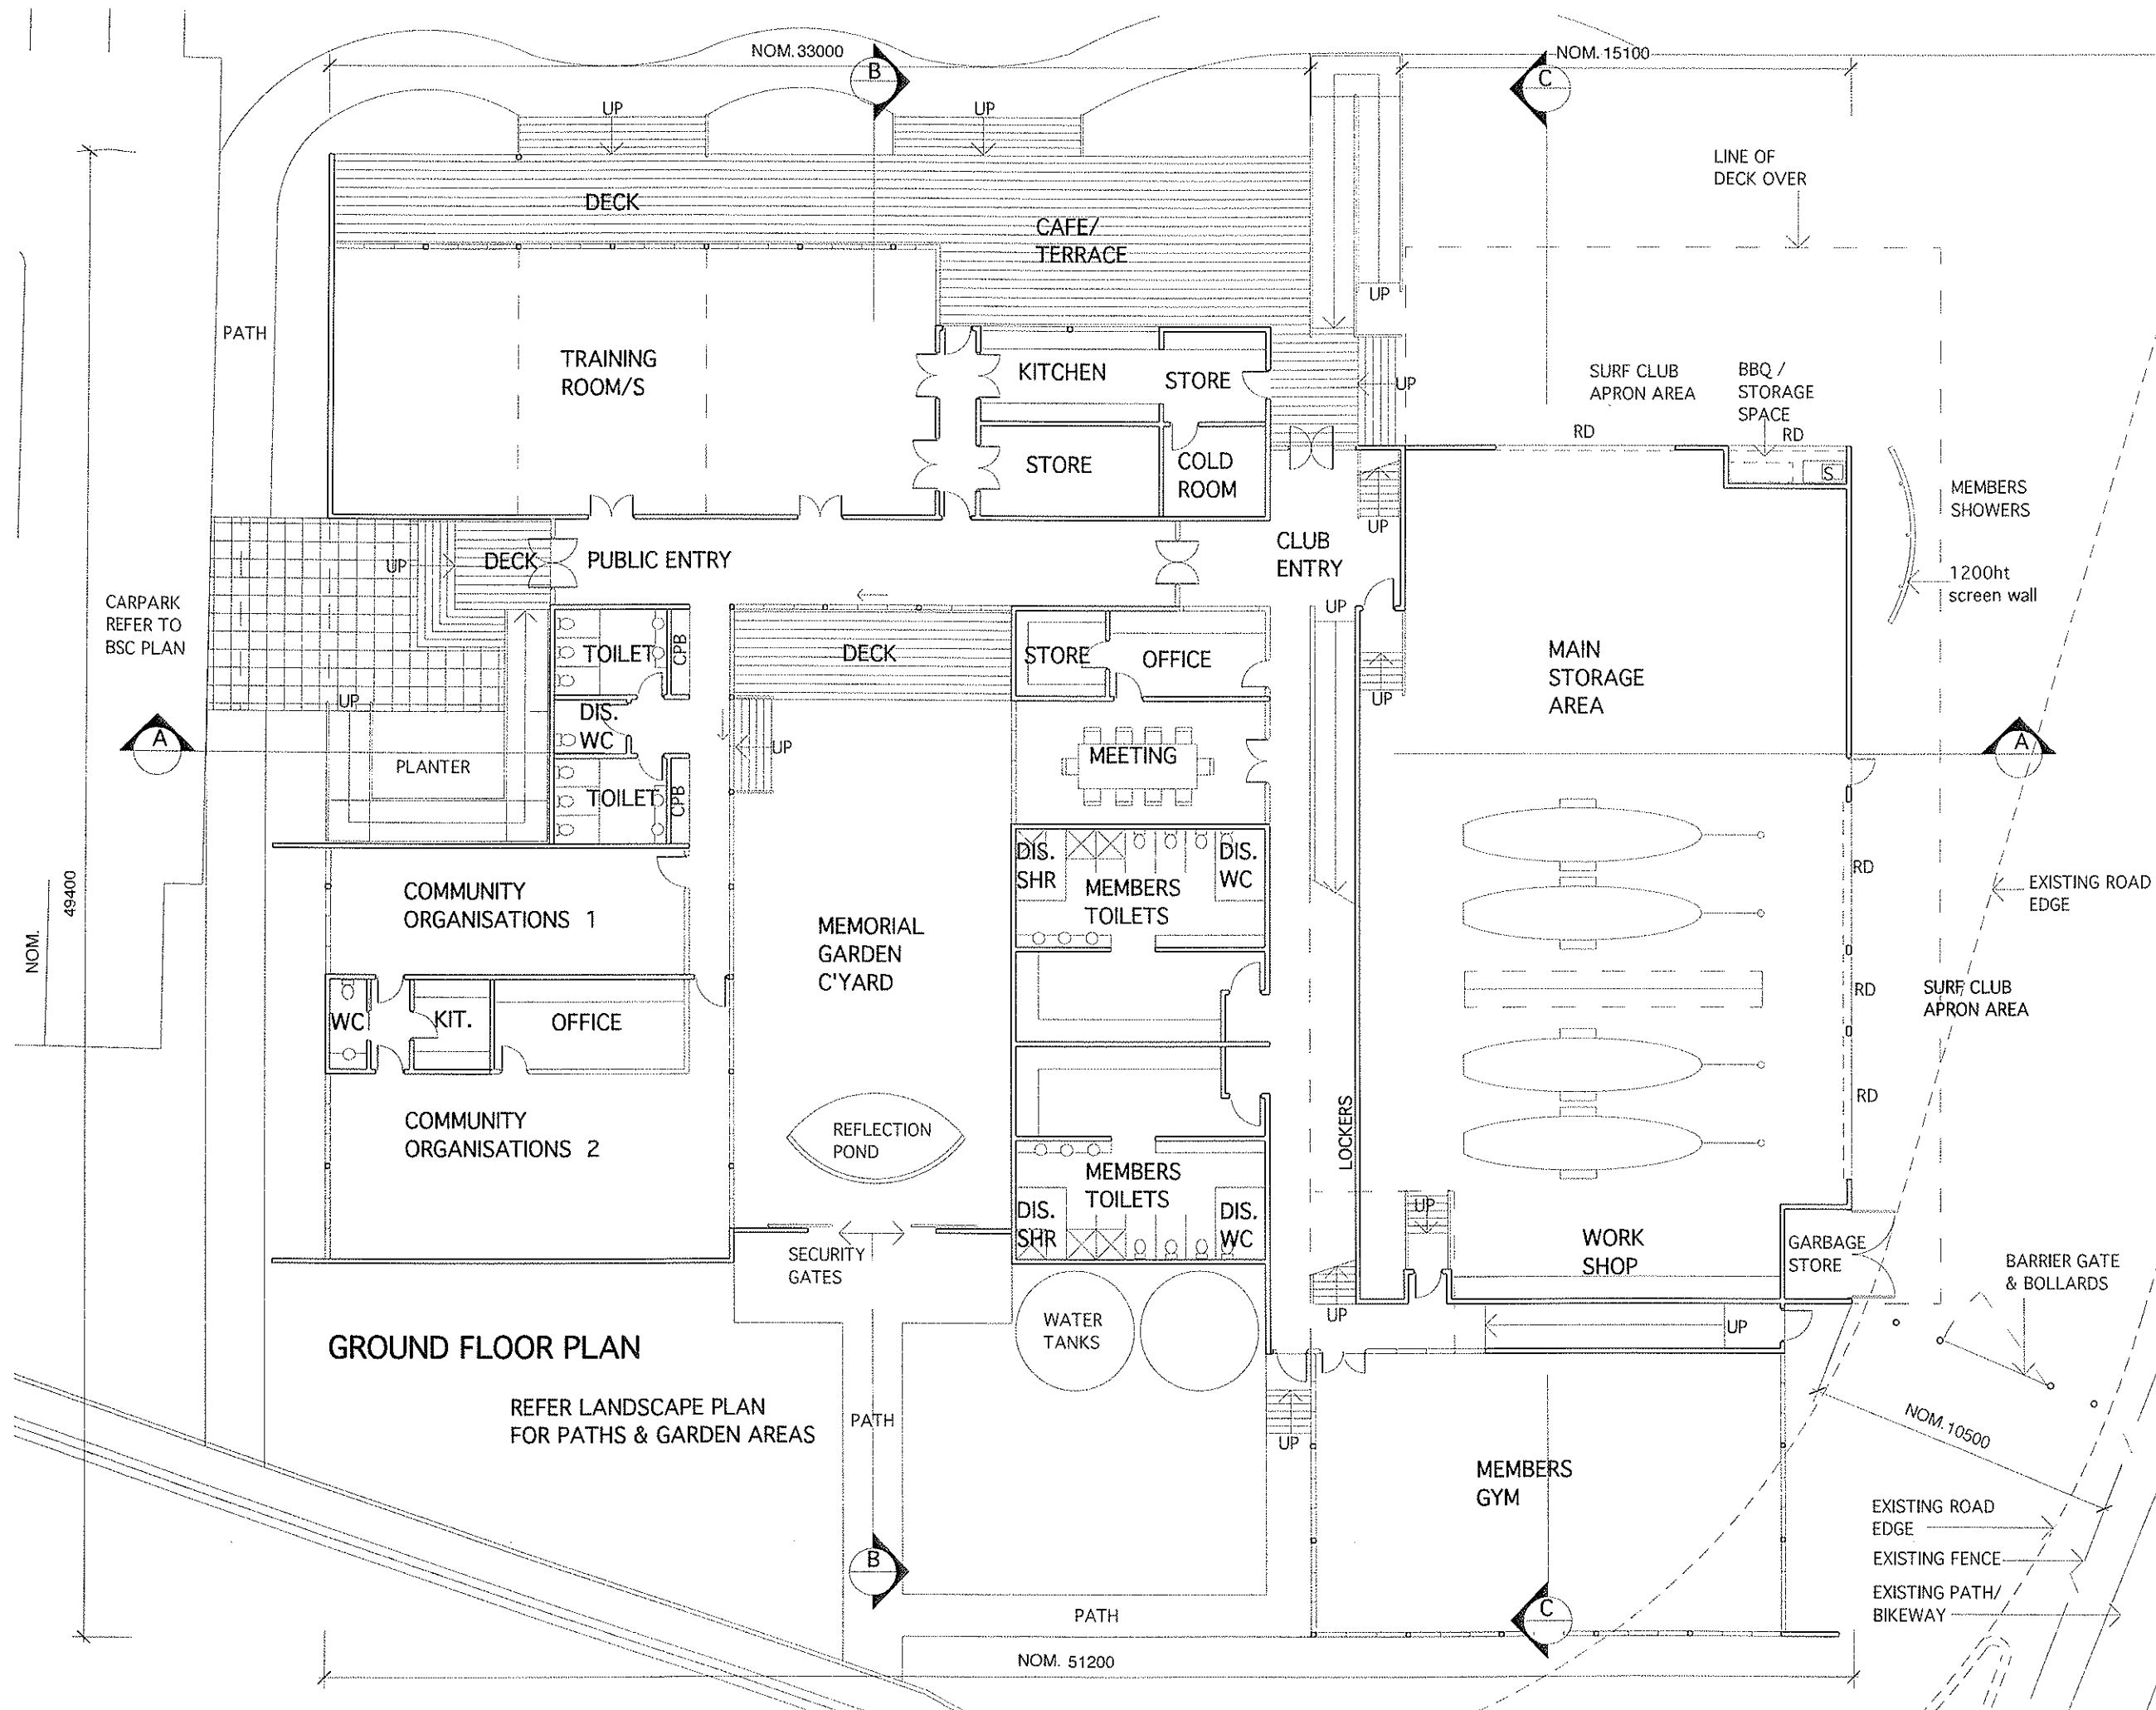 NOM. 33000
NOM. 15100
B
C
UP
UP
LINE OF
DECK OVER
DECK
CAFE/
TERRACE
UP
PATH
TRAINING
ROOM/S
KITCHEN
STORE
UP
SURF CLUB
APRON AREA
BBQ /
STORAGE
SPACE
RD
RD
STORE
COLD
ROOM
S
MEMBERS
SHOWERS
UP
DECK
UP
PUBLIC ENTRY
CLUB
ENTRY
1200ht
screen wall
CARPARK
REFER TO
BSC PLAN
UP
TOILET
CPB
DECK
STORE
OFFICE
MAIN
STORAGE
AREA
UP
UP
DIS.
WC
A
UP
MEETING
A
PLANTER
TOILET
CPB
DIS.
SHR
MEMBERS
TOILETS
DIS.
WC
RD
EXISTING ROAD
EDGE
COMMUNITY
ORGANISATIONS 1
NOM.
49400
MEMORIAL
GARDEN
C'YARD
RD
SURF CLUB
APRON AREA
WC
KIT.
OFFICE
COMMUNITY
ORGANISATIONS 2
REFLECTION
POND
LOCKERS
RD
MEMBERS
TOILETS
DIS.
SHR
DIS.
WC
UP
WORK
SHOP
GARBAGE
STORE
SECURITY
GATES
BARRIER GATE
& BOLLARDS
WATER
TANKS
UP
UP
GROUND FLOOR PLAN
REFER LANDSCAPE PLAN
FOR PATHS & GARDEN AREAS
PATH
UP
NOM. 10500
MEMBERS
GYM
EXISTING ROAD
EDGE
EXISTING FENCE
EXISTING PATH/
BIKEWAY
B
C
PATH
NOM. 51200